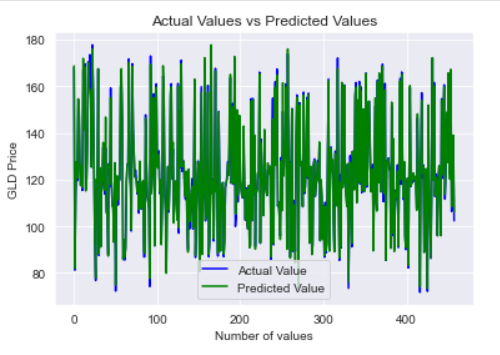 Actual Values vs Predicted Values
180
160
140
120
100
80
GLD Price
Actual Value
Predicted Value
0
100
200
300
400
Number of values